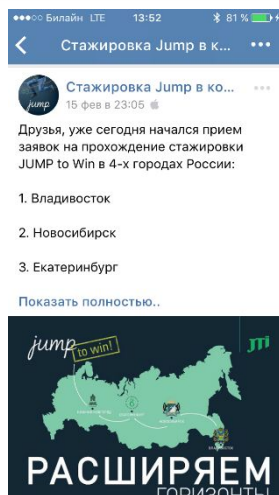 Билайн LTE 13:52 81 %
Стажировка Jump в к...
Стажировка Jump в ко...
15 фев в 23:05
jump
Друзья, уже сегодня начался прием
заявок на прохождение стажировки
JUMP to Win в 4-х городах России:
1. Владивосток
2. Новосибирск
3. Екатеринбург
Показать полностью..
jump
to win!
JTI
РАСШИРЯЕМ
ГОРИЗОНТЫ